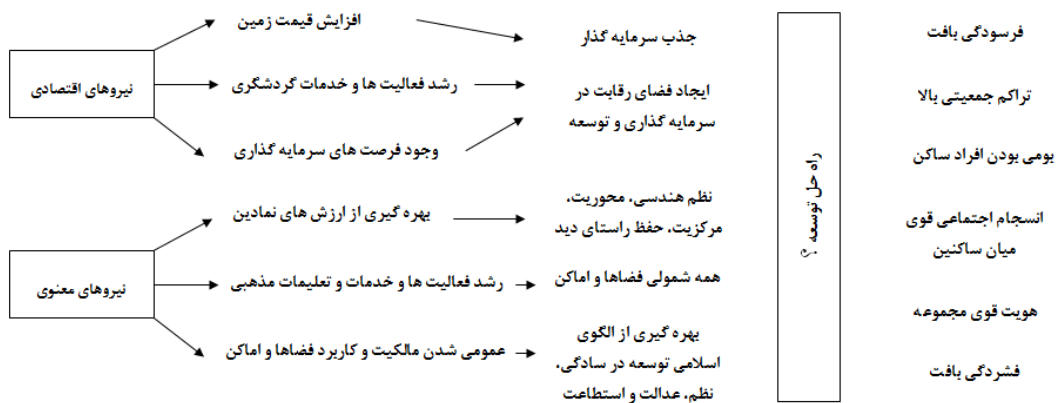 نیروهای اقتصادی
افزایش قیمت زمین
رشد فعالیت ها و خدمات گردشگری
وجود فرصت های سرمایه گذاری
جذب سرمایه گذار
ایجاد فضای رقابت در
سرمایه گذاری و توسعه
نیروهای معنوی
بهره گیری از ارزش های نمادین
رشد فعالیت ها و خدمات و تعلیمات مذهبی
عمومی شدن مالکیت و کاربرد فضاها و اماکن
نظم هندسی، محوریت،
مرکزیت، حفظ راستای دید
همه شمولی فضاها و اماکن
بهره گیری از الگوی
اسلامی توسعه در سادگی،
نظم، عدالت و استطاعت
راه حل توسعه ؟
فرسودگی بافت
تراکم جمعیتی بالا
بومی بودن افراد ساکن
انسجام اجتماعی قوی
میان ساکنین
هویت قوی مجموعه
فشردگی بافت